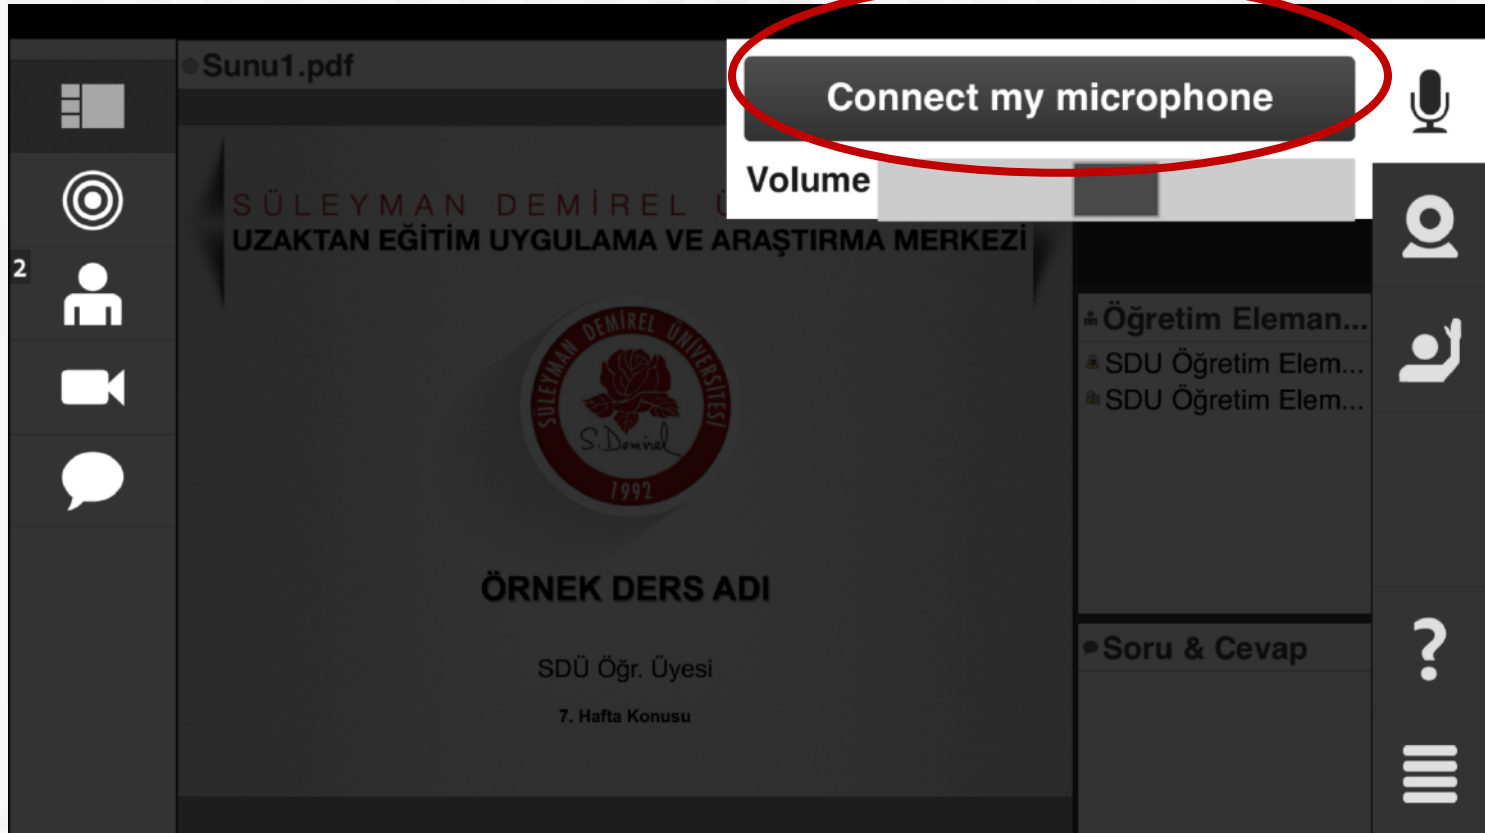 Sunu1.pdf
Connect my microphone
Volume
SÜLEYMAN DEMİREL
UZAKTAN EĞİTİM UYGULAMA VE ARAŞTIRMA MERKEZİ
2
SÜLEYMAN DEMİREL ÜNİVERSİTESİ
S. Demirel
1992
Öğretim Eleman...
SDU Öğretim Elem...
SDU Öğretim Elem...
ÖRNEK DERS ADI
SDÜ Öğr. Üyesi
7. Hafta Konusu
Soru & Cevap
?